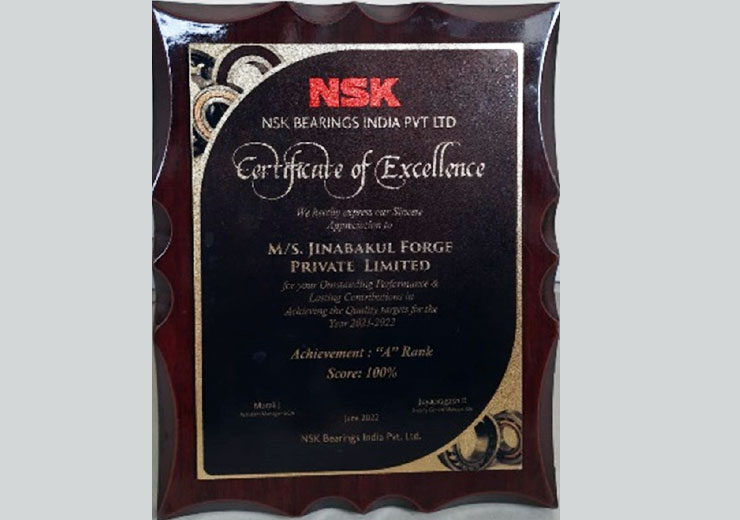 NSK
NSK BEARINGS INDIA PVT LTD
Certificate of Excellence
We hereby express our Sincere
Appreciation to
M/S. JINABAKUL FORGE
PRIVATE LIMITED
for your Outstanding Performance &
Lasting Contributions in
Achieving the Quality targets for the
Year 2021-2022
Achievement : “A” Rank
Score: 100%
June 2022
NSK Bearings India Pvt. Ltd.